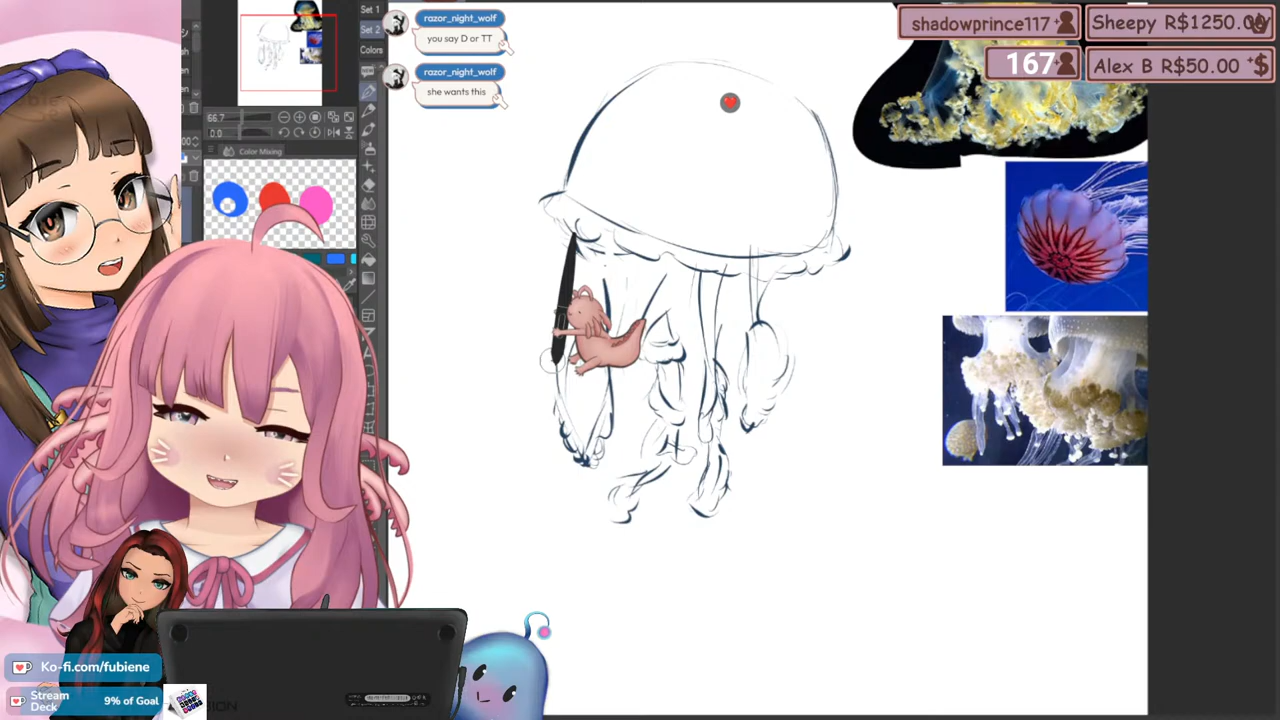 Set 1
Set 2
Colors
razor_night_wolf
you say D or TT
razor_night_wolf
she wants this
shadowprince117
Sheepy R$1250.00
167
Alex B R$50.00
66.7
0.0
Color Mixing
Ko-fi.com/fubiene
Stream
Deck
9% of Goal